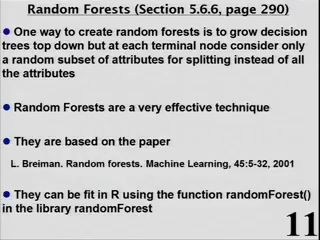 Random Forests (Section 5.6.6, page 290)
● One way to create random forests is to grow decision
trees top down but at each terminal node consider only
a random subset of attributes for splitting instead of all
the attributes
● Random Forests are a very effective technique
● They are based on the paper
L. Breiman. Random forests. Machine Learning, 45:5-32, 2001
● They can be fit in R using the function randomForest()
in the library randomForest
11